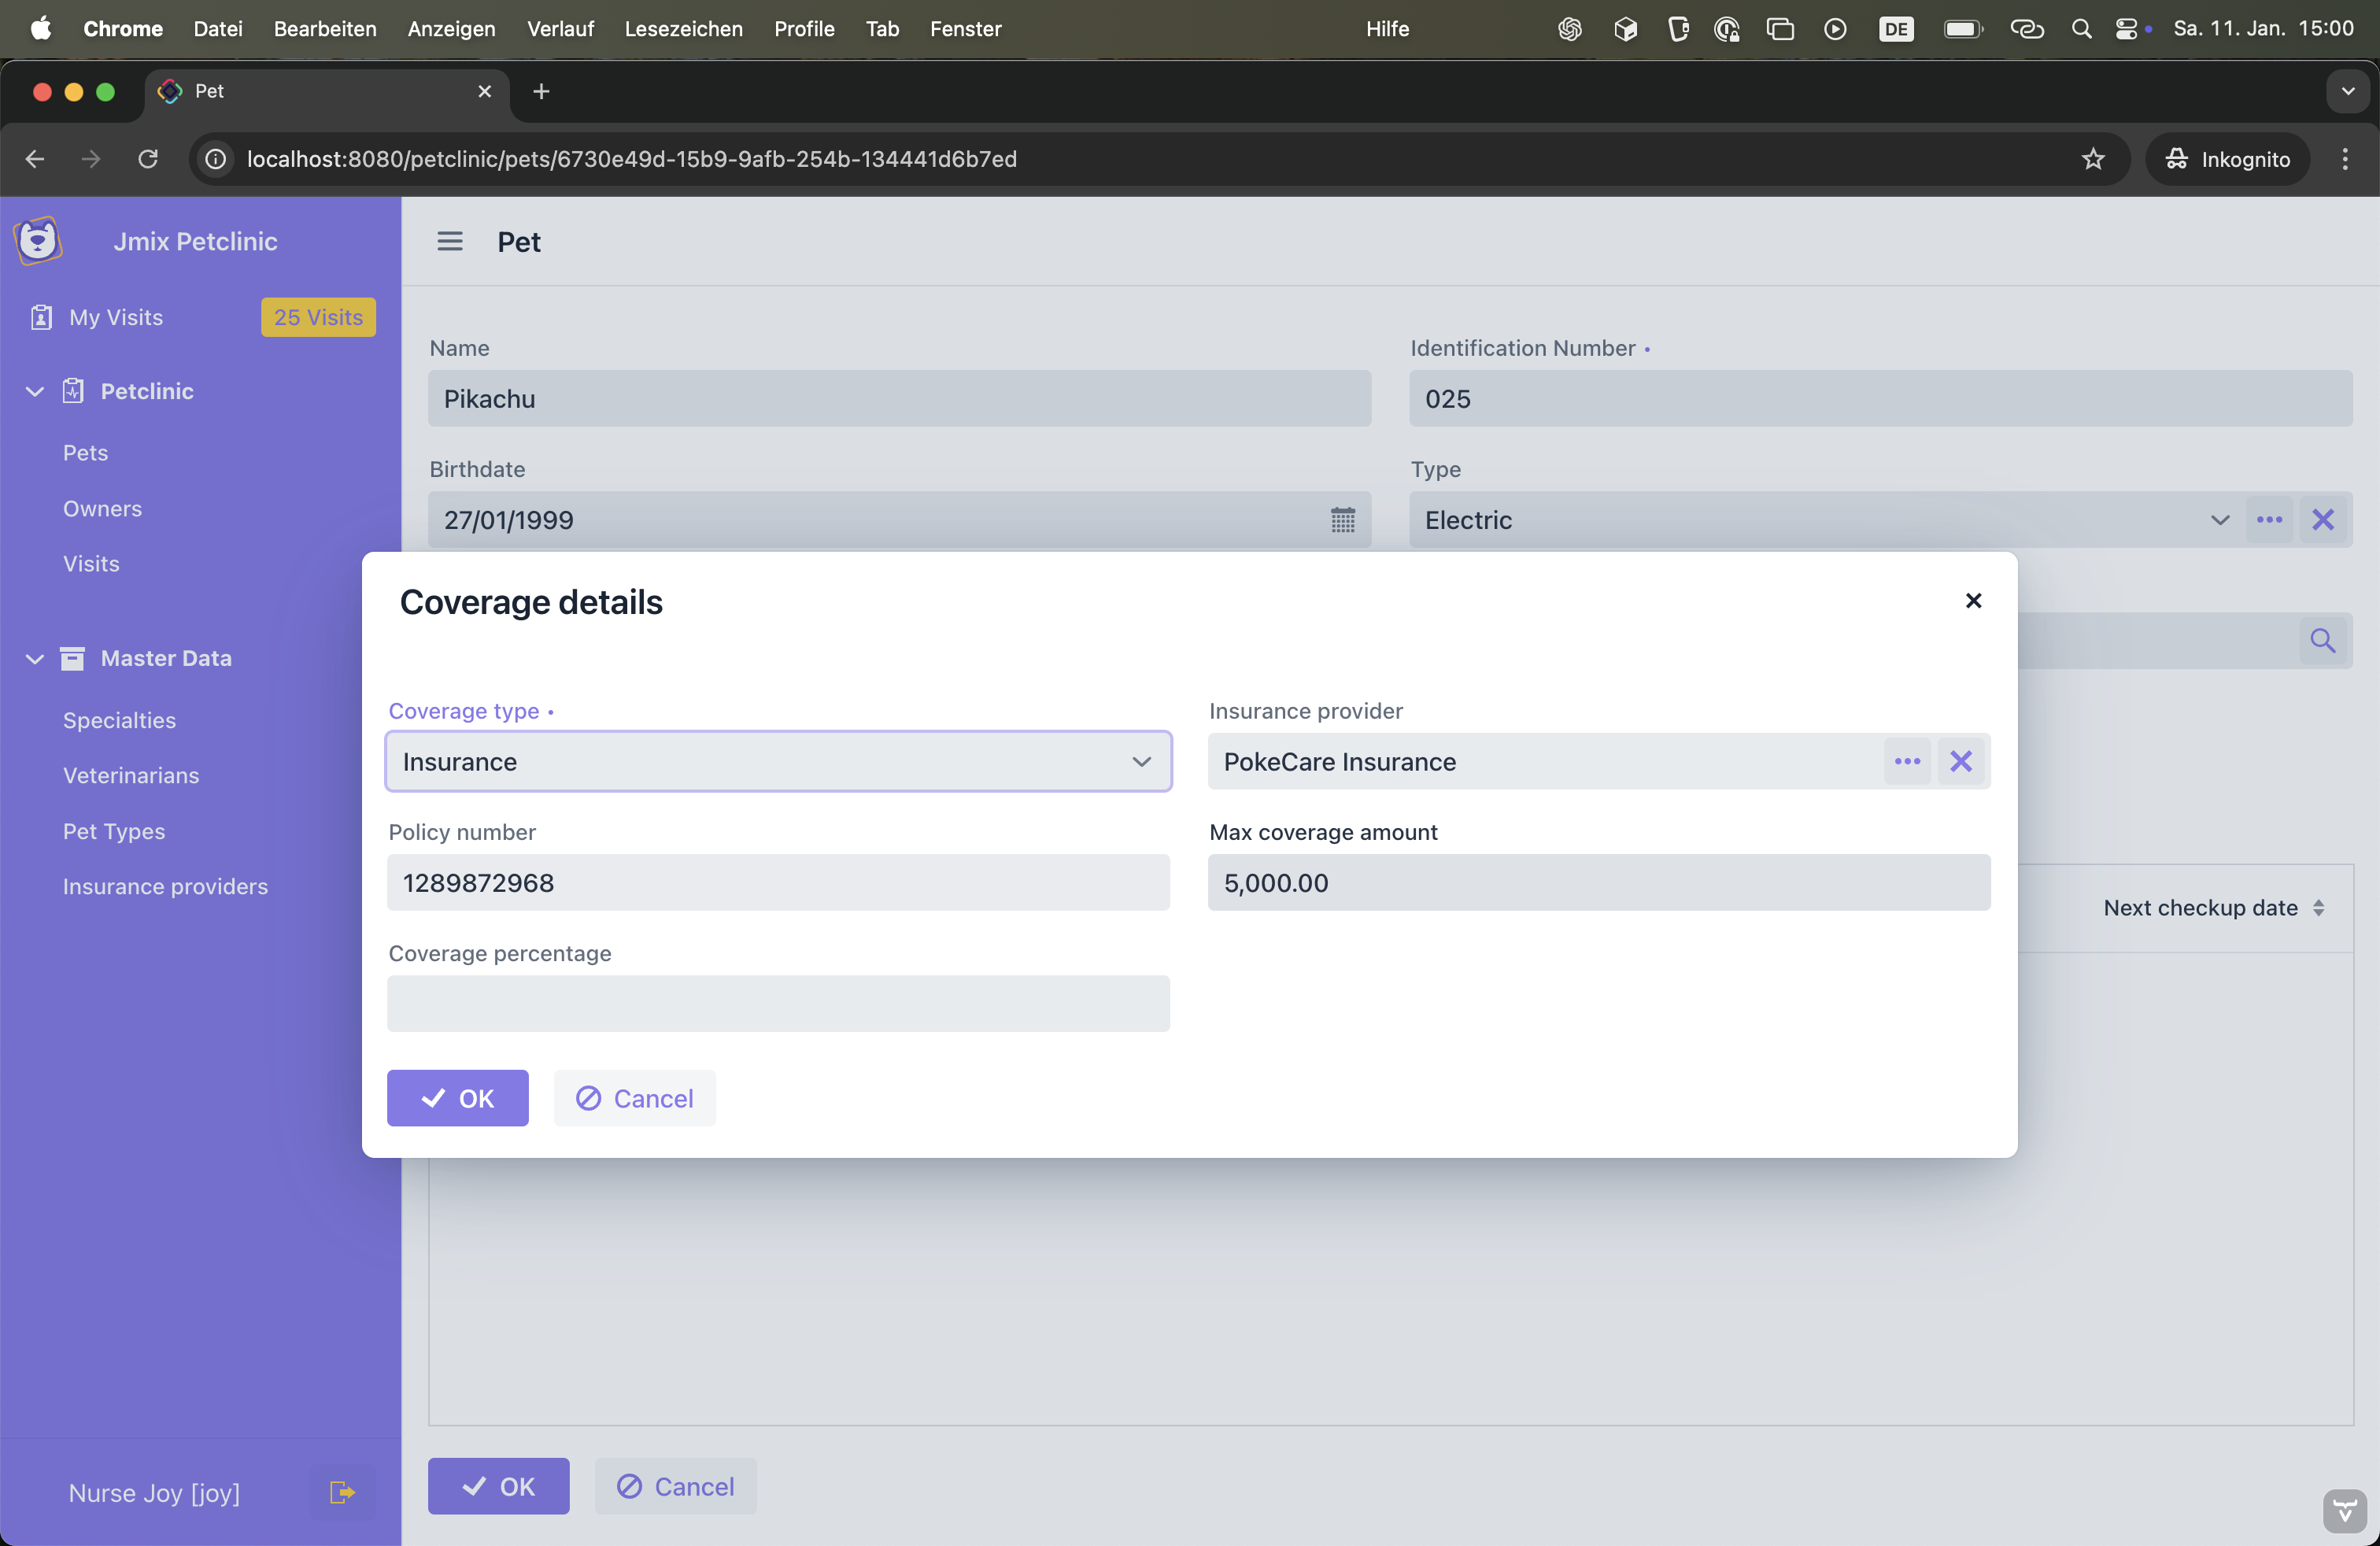 Chrome Datei Bearbeiten Anzeigen Verlauf Lesezeichen Profile Tab Fenster Hilfe DE Sa. 11. Jan. 15:00
Pet
localhost:8080/petclinic/pets/6730e49d-15b9-9afb-254b-134441d6b7ed Inkognito
Jmix Petclinic
My Visits 25 Visits
Petclinic
Pets
Owners
Visits
Master Data
Specialties
Veterinarians
Pet Types
Insurance providers
Nurse Joy [joy]
Pet
Name Identification Number •
Pikachu 025
Birthdate Type
27/01/1999 Electric
Coverage details
Coverage type • Insurance provider
Insurance PokeCare Insurance
Policy number Max coverage amount
1289872968 5,000.00
Coverage percentage
OK Cancel
Next checkup date
OK Cancel